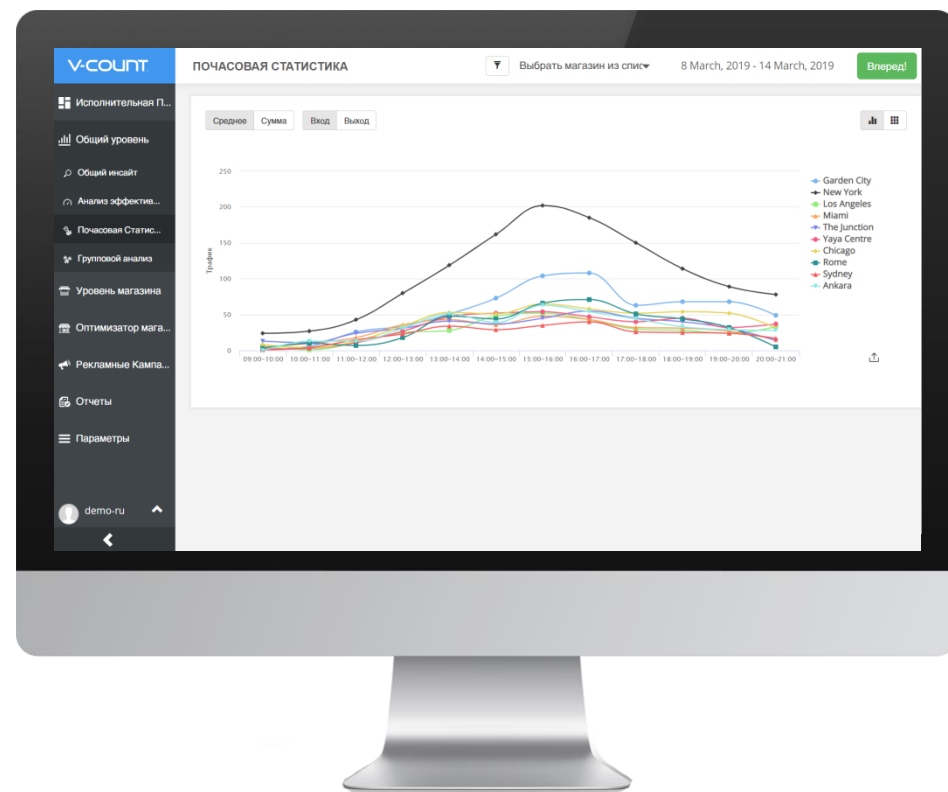 V-COUNT
ПОЧАСОВАЯ СТАТИСТИКА
Выбрать магазин из спис
8 March, 2019 - 14 March, 2019
Вперед!
Исполнительная П...
Общий уровень
Общий инсайт
Анализ эффектив...
Почасовая Статис...
Групповой анализ
Уровень магазина
Оптимизатор мага...
Рекламные Кампа...
Отчеты
Параметры
demo-ru
Среднее Сумма Вход Выход
250
200
150
100
50
0
Трафик
09:00-10:00 10:00-11:00 11:00-12:00 12:00-13:00 13:00-14:00 14:00-15:00 15:00-16:00 16:00-17:00 17:00-18:00 18:00-19:00 19:00-20:00 20:00-21:00
Garden City
New York
Los Angeles
Miami
The Junction
Yaya Centre
Chicago
Rome
Sydney
Ankara